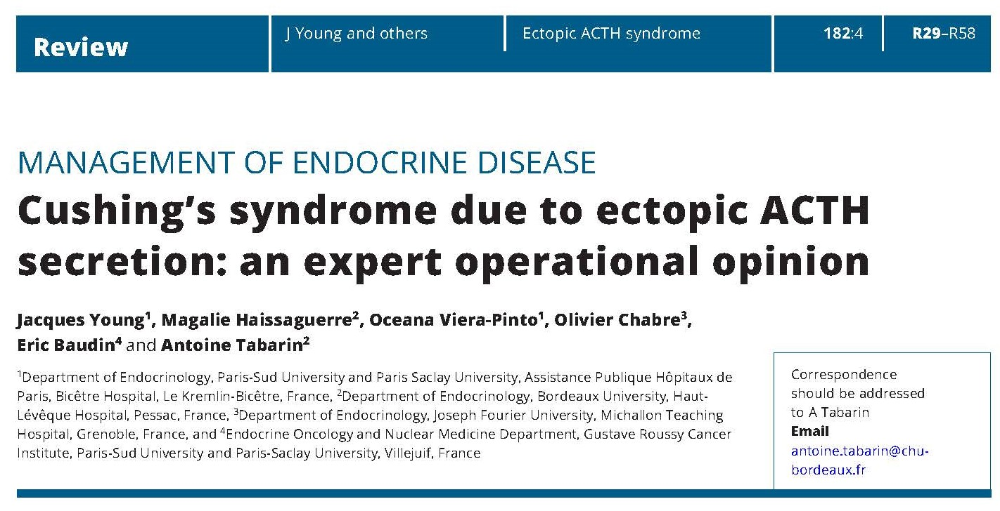 Review
J Young and others
Ectopic ACTH syndrome
182:4
R29–R58
MANAGEMENT OF ENDOCRINE DISEASE
Cushing’s syndrome due to ectopic ACTH
secretion: an expert operational opinion
Jacques Young¹, Magalie Haissaguerre², Oceana Viera-Pinto¹, Olivier Chabre³,
Eric Baudin⁴ and Antoine Tabarin²
¹Department of Endocrinology, Paris-Sud University and Paris Saclay University, Assistance Publique Hôpitaux de
Paris, Bicêtre Hospital, Le Kremlin-Bicêtre, France, ²Department of Endocrinology, Bordeaux University, Haut-
Lévêque Hospital, Pessac, France, ³Department of Endocrinology, Joseph Fourier University, Michallon Teaching
Hospital, Grenoble, France, and ⁴Endocrine Oncology and Nuclear Medicine Department, Gustave Roussy Cancer
Institute, Paris-Sud University and Paris-Saclay University, Villejuif, France
Correspondence
should be addressed
to A Tabarin
Email
antoine.tabarin@chu-
bordeaux.fr